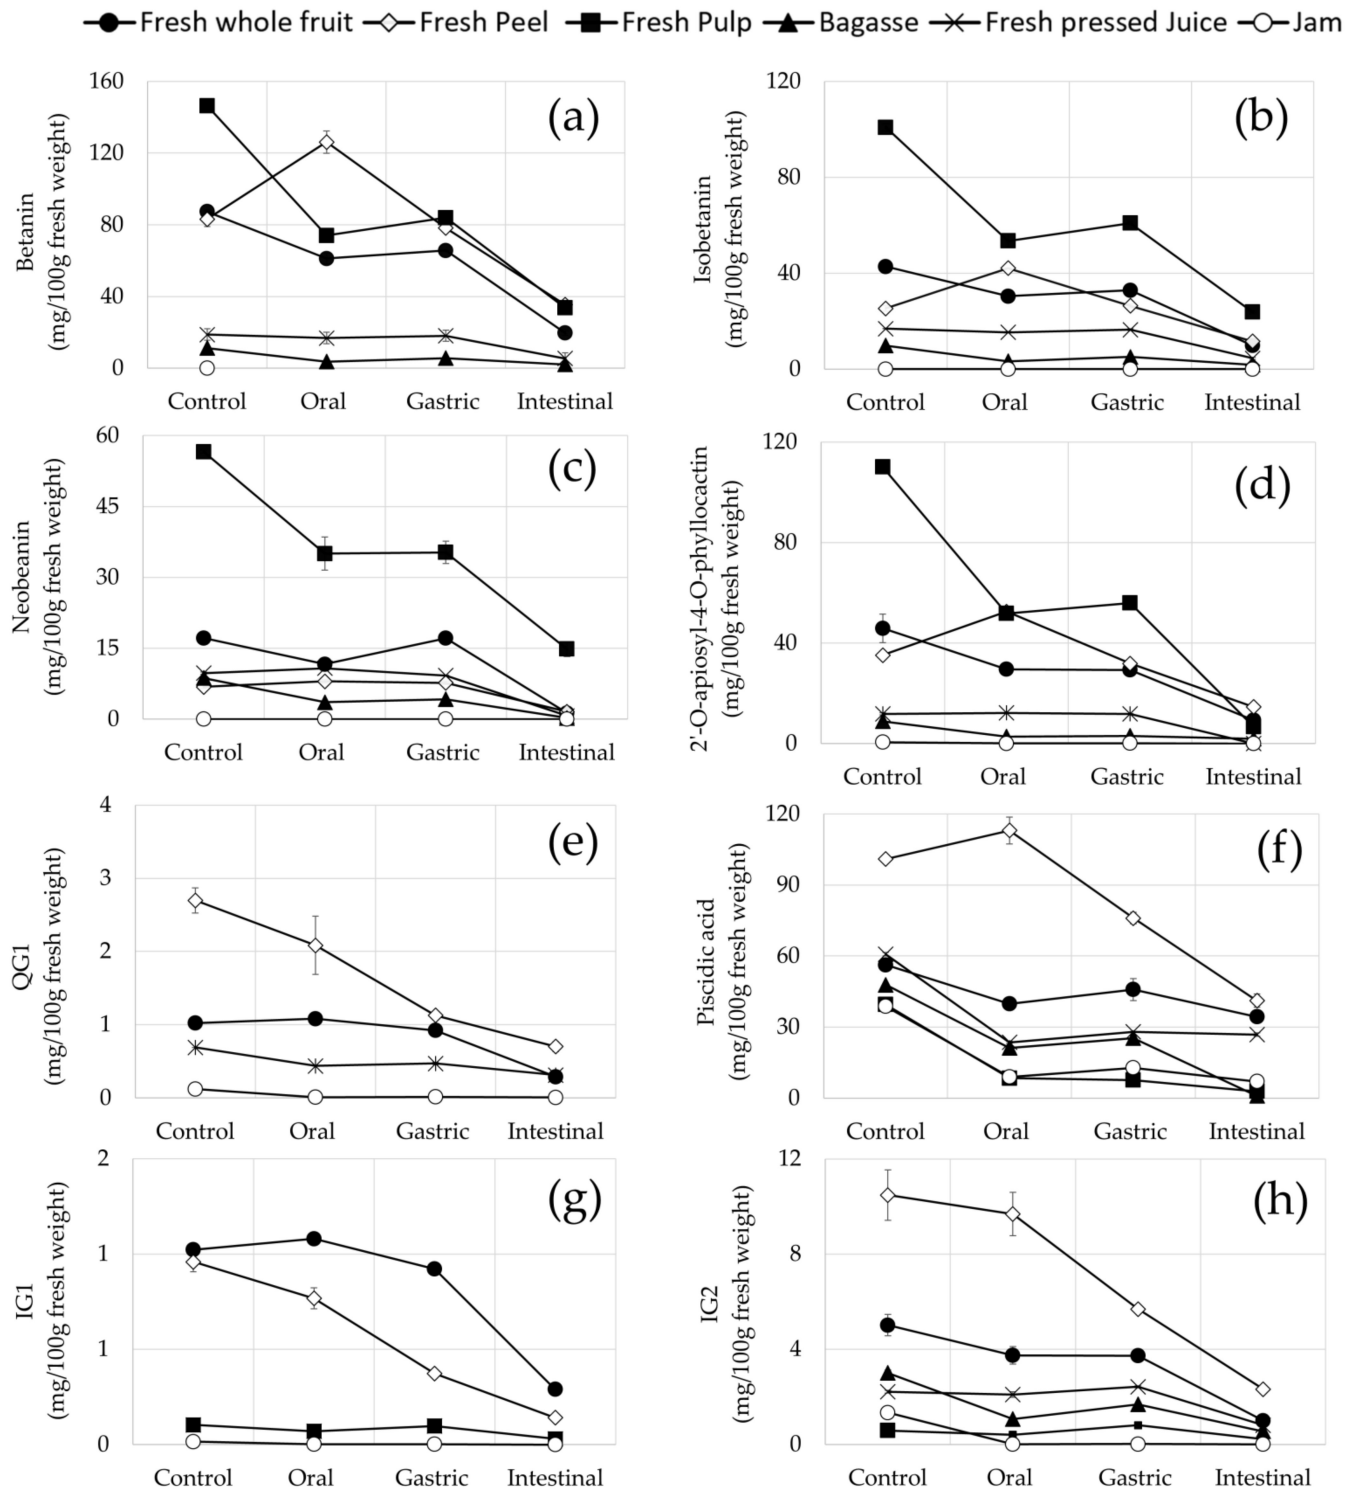 Fresh whole fruit Fresh Peel Fresh Pulp Bagasse Fresh pressed Juice Jam
(a)
Betanin
(mg/100g fresh weight)
160
120
80
40
0
Control Oral Gastric Intestinal
(b)
Isobetanin
(mg/100g fresh weight)
120
80
40
0
Control Oral Gastric Intestinal
(c)
Neobeanin
(mg/100g fresh weight)
60
45
30
15
0
Control Oral Gastric Intestinal
(d)
2'-O-apiosyl-4-O-phyllocactin
(mg/100g fresh weight)
120
80
40
0
Control Oral Gastric Intestinal
(e)
QG1
(mg/100g fresh weight)
4
3
2
1
0
Control Oral Gastric Intestinal
(f)
Piscidic acid
(mg/100g fresh weight)
120
90
60
30
0
Control Oral Gastric Intestinal
(g)
IG1
(mg/100g fresh weight)
2
1
1
0
Control Oral Gastric Intestinal
(h)
IG2
(mg/100g fresh weight)
12
8
4
0
Control Oral Gastric Intestinal